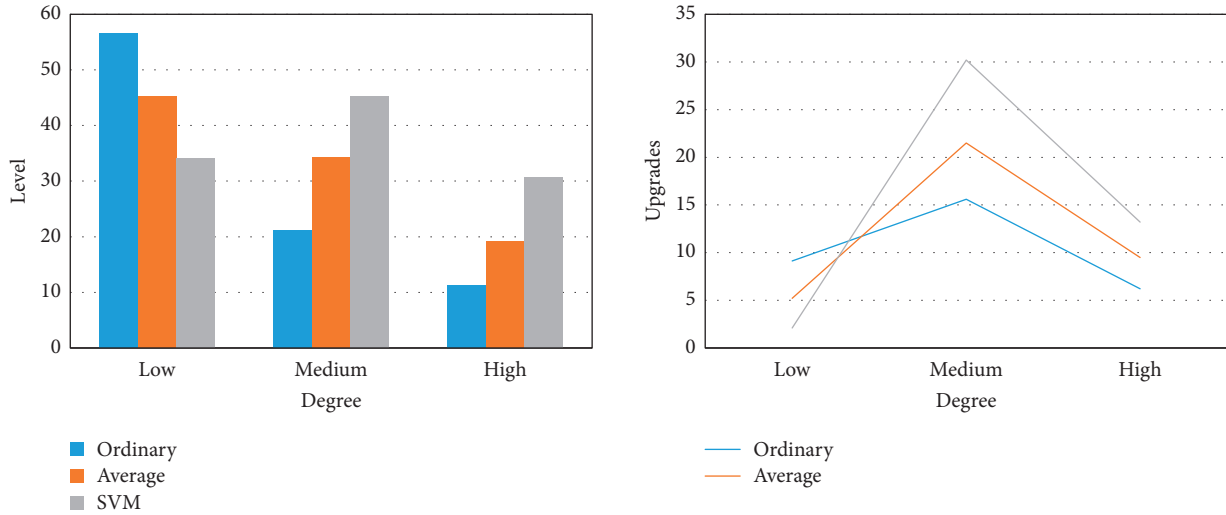 60
50
40
30
20
10
0
Level
Low
Medium
High
Degree
Ordinary
Average
SVM
35
30
25
20
15
10
5
0
Upgrades
Low
Medium
High
Degree
Ordinary
Average